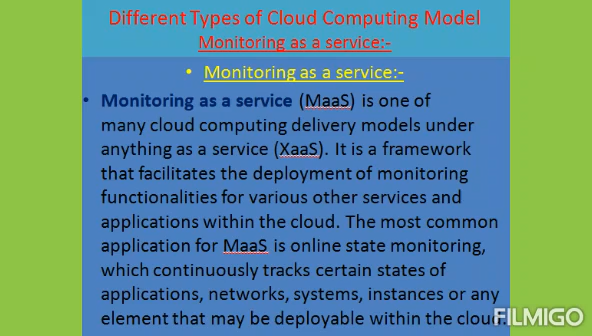 Different Types of Cloud Computing Model
Monitoring as a service:-
• Monitoring as a service:-
• Monitoring as a service (MaaS) is one of
many cloud computing delivery models under
anything as a service (XaaS). It is a framework
that facilitates the deployment of monitoring
functionalities for various other services and
applications within the cloud. The most common
application for MaaS is online state monitoring,
which continuously tracks certain states of
applications, networks, systems, instances or any
element that may be deployable within the cloud.
FILMIGO